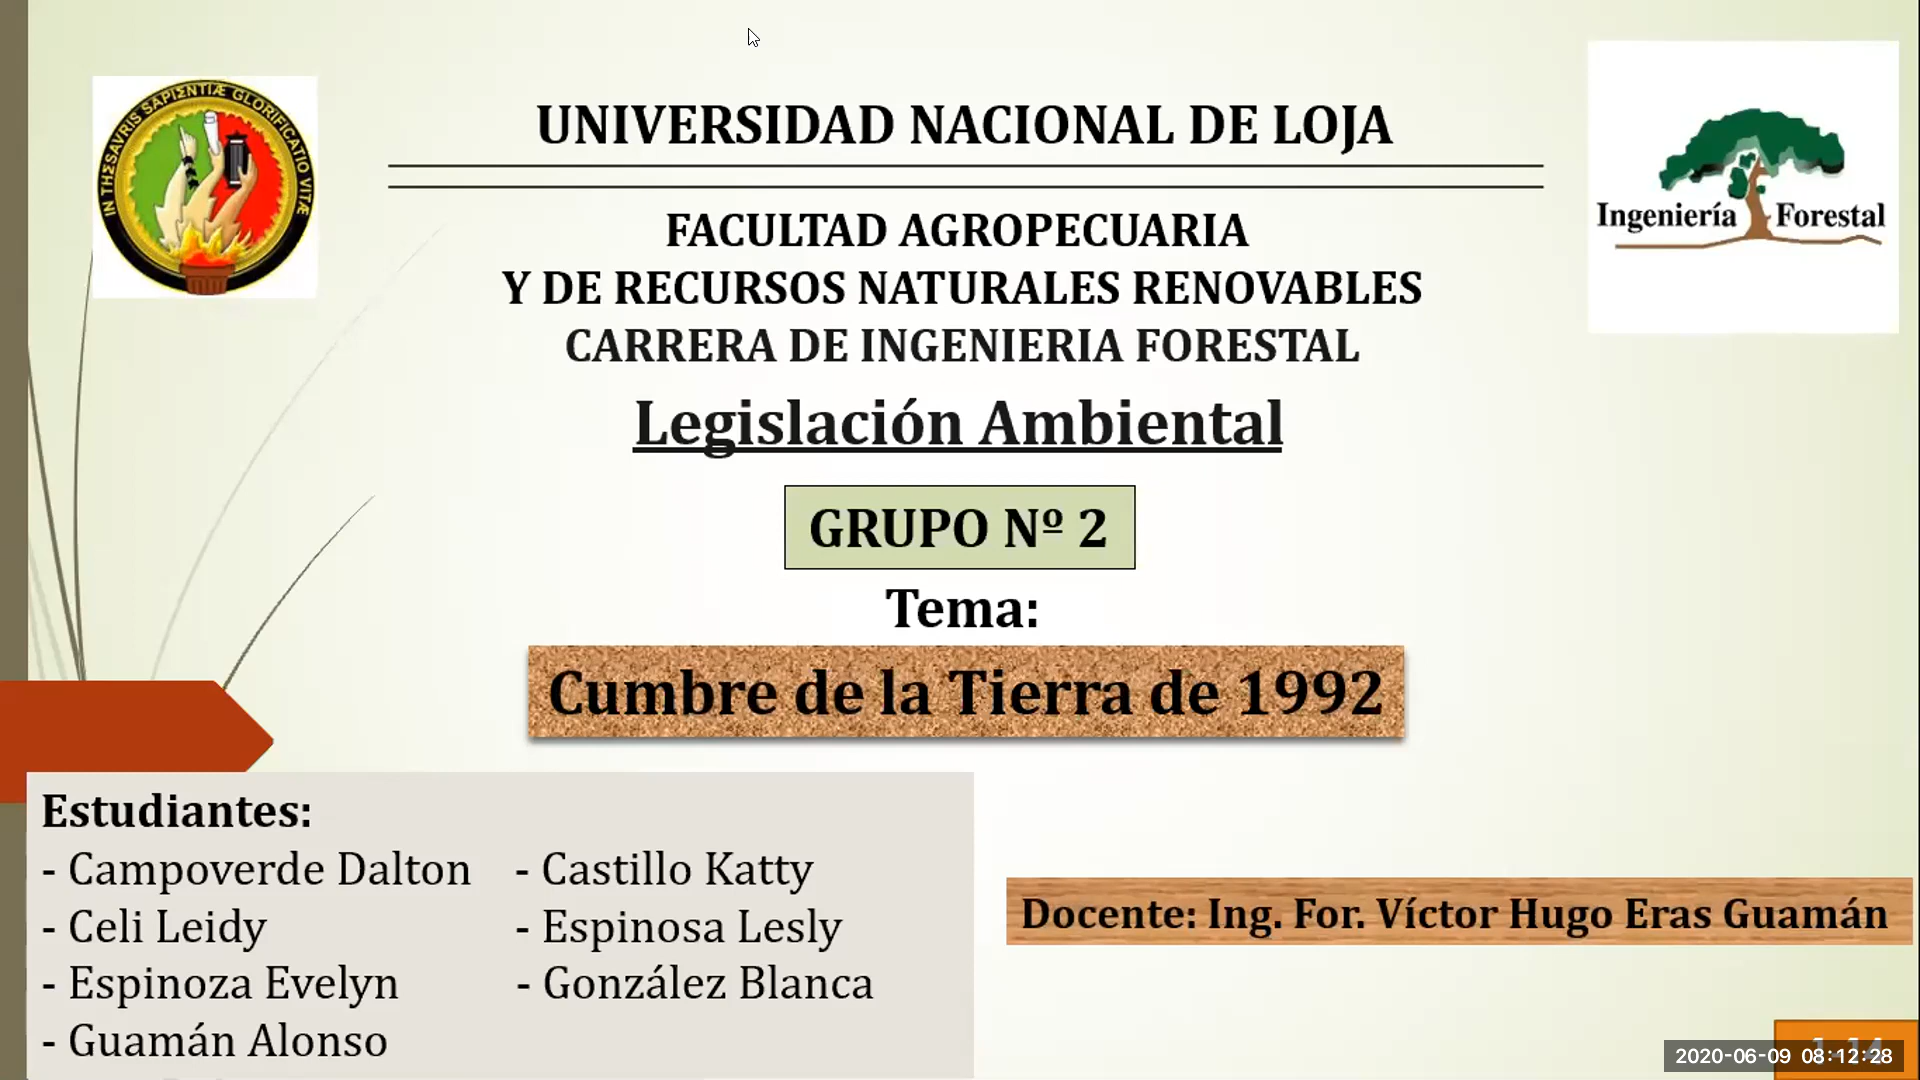 IN THΣSAVRIS SAPIΣNTIÆ GLORIFICATIO VITÆ
UNIVERSIDAD NACIONAL DE LOJA
Ingeniería Forestal
FACULTAD AGROPECUARIA
Y DE RECURSOS NATURALES RENOVABLES
CARRERA DE INGENIERIA FORESTAL
Legislación Ambiental
GRUPO Nº 2
Tema:
Cumbre de la Tierra de 1992
Estudiantes:
- Campoverde Dalton - Castillo Katty
- Celi Leidy - Espinosa Lesly
- Espinoza Evelyn - González Blanca
- Guamán Alonso
Docente: Ing. For. Víctor Hugo Eras Guamán
2020-06-09 08:12:28